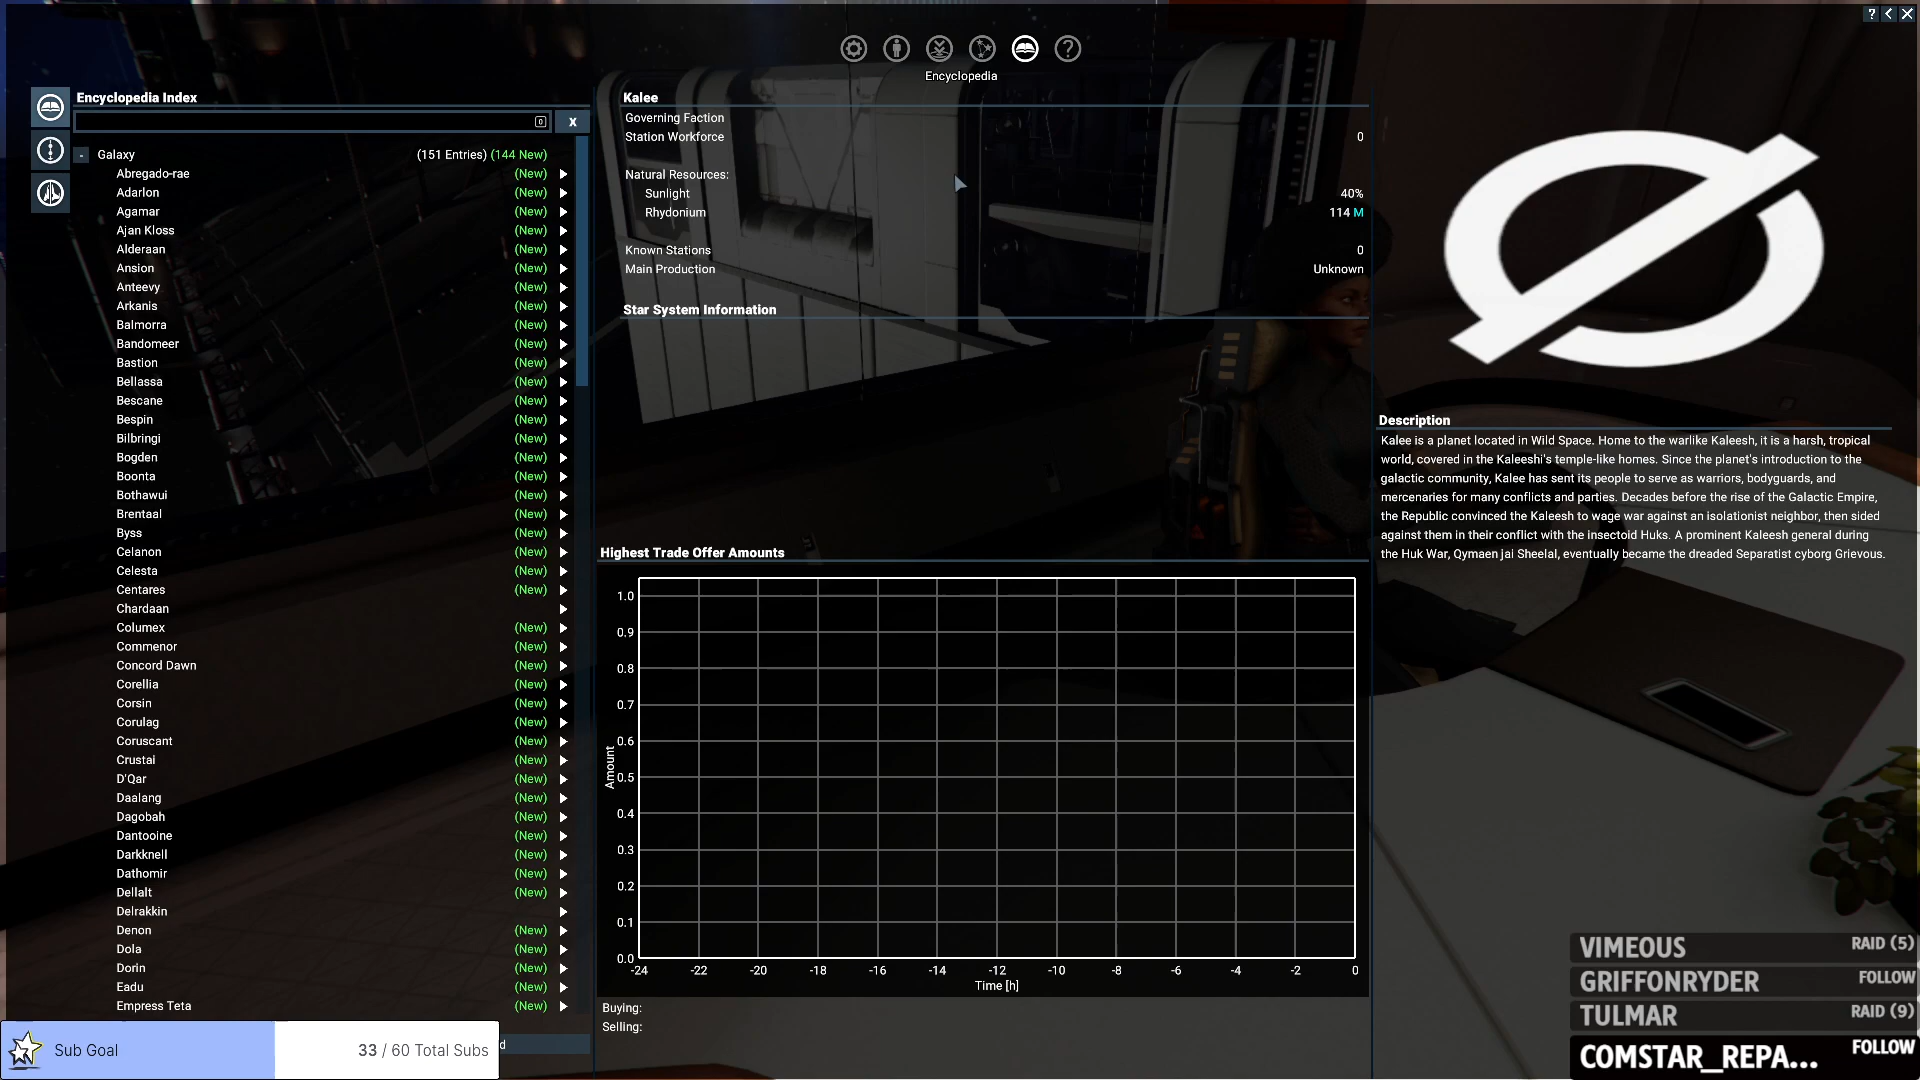 ? < X
Encyclopedia
Encyclopedia Index
0 X
- Galaxy (151 Entries) (144 New)
Abregado-rae (New)
Adarlon (New)
Agamar (New)
Ajan Kloss (New)
Alderaan (New)
Ansion (New)
Anteevy (New)
Arkanis (New)
Balmorra (New)
Bandomeer (New)
Bastion (New)
Bellassa (New)
Bescane (New)
Bespin (New)
Bilbringi (New)
Bogden (New)
Boonta (New)
Bothawui (New)
Brentaal (New)
Byss (New)
Celanon (New)
Celesta (New)
Centares (New)
Chardaan
Columex (New)
Commenor (New)
Concord Dawn (New)
Corellia (New)
Corsin (New)
Corulag (New)
Coruscant (New)
Crustai (New)
D'Qar (New)
Daalang (New)
Dagobah (New)
Dantooine (New)
Darkknell (New)
Dathomir (New)
Dellalt (New)
Delrakkin
Denon (New)
Dola (New)
Dorin (New)
Eadu (New)
Empress Teta (New)
Kalee
Governing Faction
Station Workforce 0
Natural Resources:
Sunlight 40%
Rhydonium 114 M
Known Stations 0
Main Production Unknown
Star System Information
Highest Trade Offer Amounts
1.0
0.9
0.8
0.7
0.6
0.5
0.4
0.3
0.2
0.1
0.0
Amount
-24 -22 -20 -18 -16 -14 -12 -10 -8 -6 -4 -2 0
Time [h]
Buying:
Selling:
Description
Kalee is a planet located in Wild Space. Home to the warlike Kaleesh, it is a harsh, tropical
world, covered in the Kaleeshi's temple-like homes. Since the planet's introduction to the
galactic community, Kalee has sent its people to serve as warriors, bodyguards, and
mercenaries for many conflicts and parties. Decades before the rise of the Galactic Empire,
the Republic convinced the Kaleesh to wage war against an isolationist neighbor, then sided
against them in their conflict with the insectoid Huks. A prominent Kaleesh general during
the Huk War, Qymaen jai Sheelal, eventually became the dreaded Separatist cyborg Grievous.
VIMEOUS RAID (5)
GRIFFONRYDER FOLLOW
TULMAR RAID (9)
COMSTAR_REPA... FOLLOW
Sub Goal 33 / 60 Total Subs
d